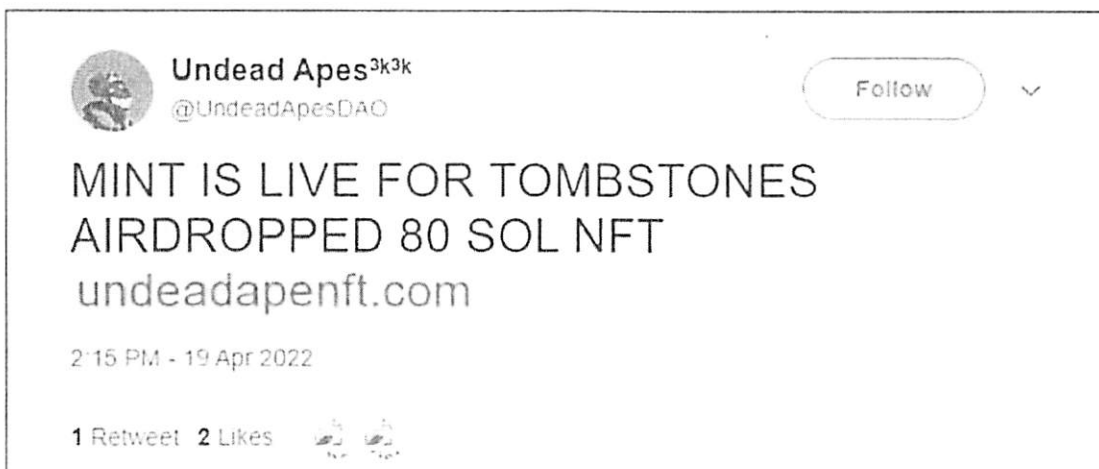 Undead Apes³ᵏ³ᵏ
@UndeadApesDAO
Follow
MINT IS LIVE FOR TOMBSTONES
AIRDROPPED 80 SOL NFT
undeadapenft.com
2:15 PM - 19 Apr 2022
1 Retweet 2 Likes